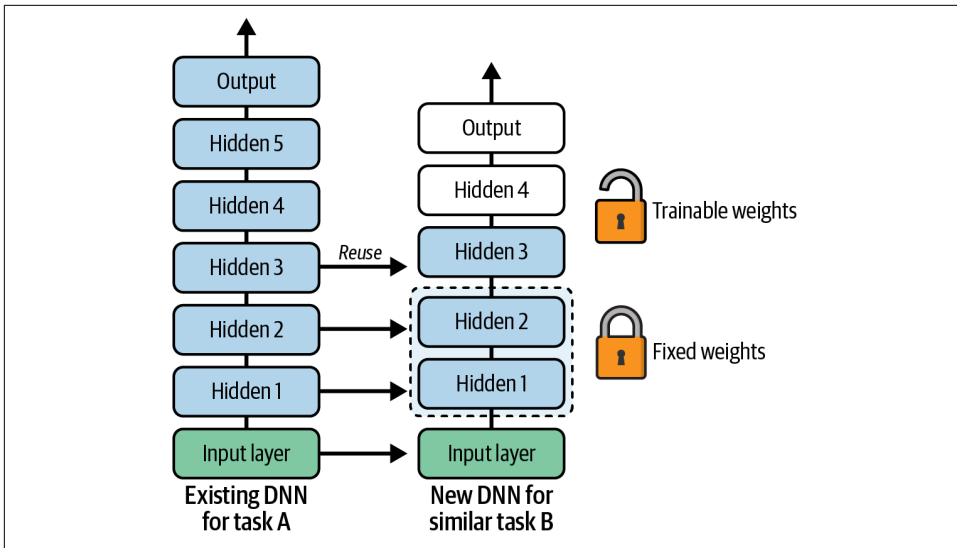 Output
Hidden 5
Hidden 4
Hidden 3
Hidden 2
Hidden 1
Input layer
Existing DNN
for task A
Reuse
Output
Hidden 4
Hidden 3
Hidden 2
Hidden 1
Input layer
New DNN for
similar task B
Trainable weights
Fixed weights